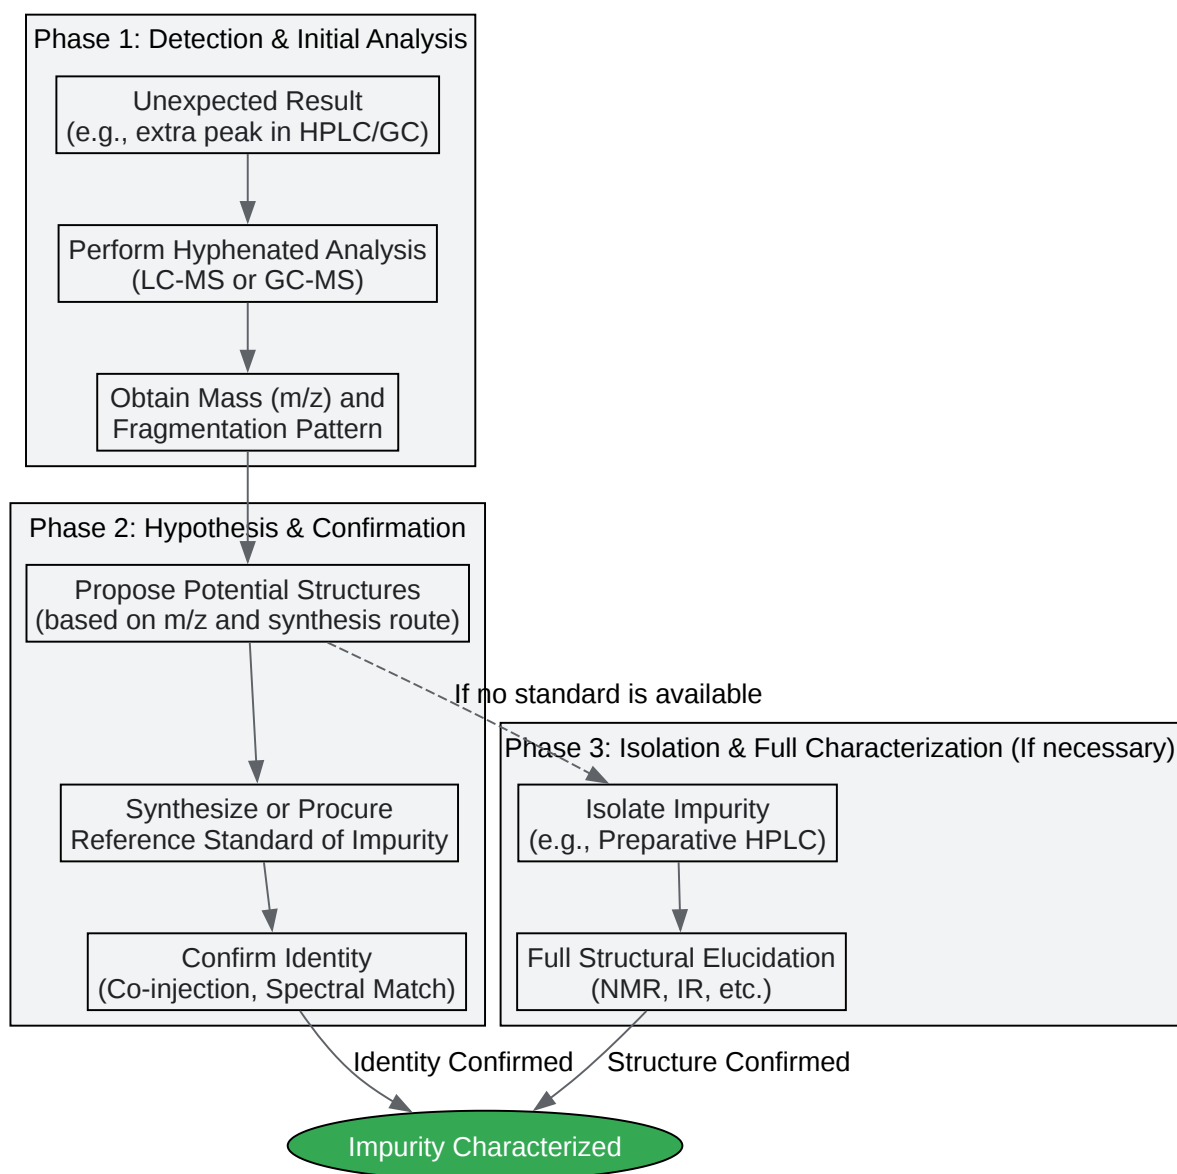 Phase 1: Detection & Initial Analysis
Unexpected Result
(e.g., extra peak in HPLC/GC)
Perform Hyphenated Analysis
(LC-MS or GC-MS)
Obtain Mass (m/z) and
Fragmentation Pattern
Phase 2: Hypothesis & Confirmation
Propose Potential Structures
(based on m/z and synthesis route)
If no standard is available
Synthesize or Procure
Reference Standard of Impurity
Confirm Identity
(Co-injection, Spectral Match)
Phase 3: Isolation & Full Characterization (If necessary)
Isolate Impurity
(e.g., Preparative HPLC)
Full Structural Elucidation
(NMR, IR, etc.)
Identity Confirmed
Structure Confirmed
Impurity Characterized